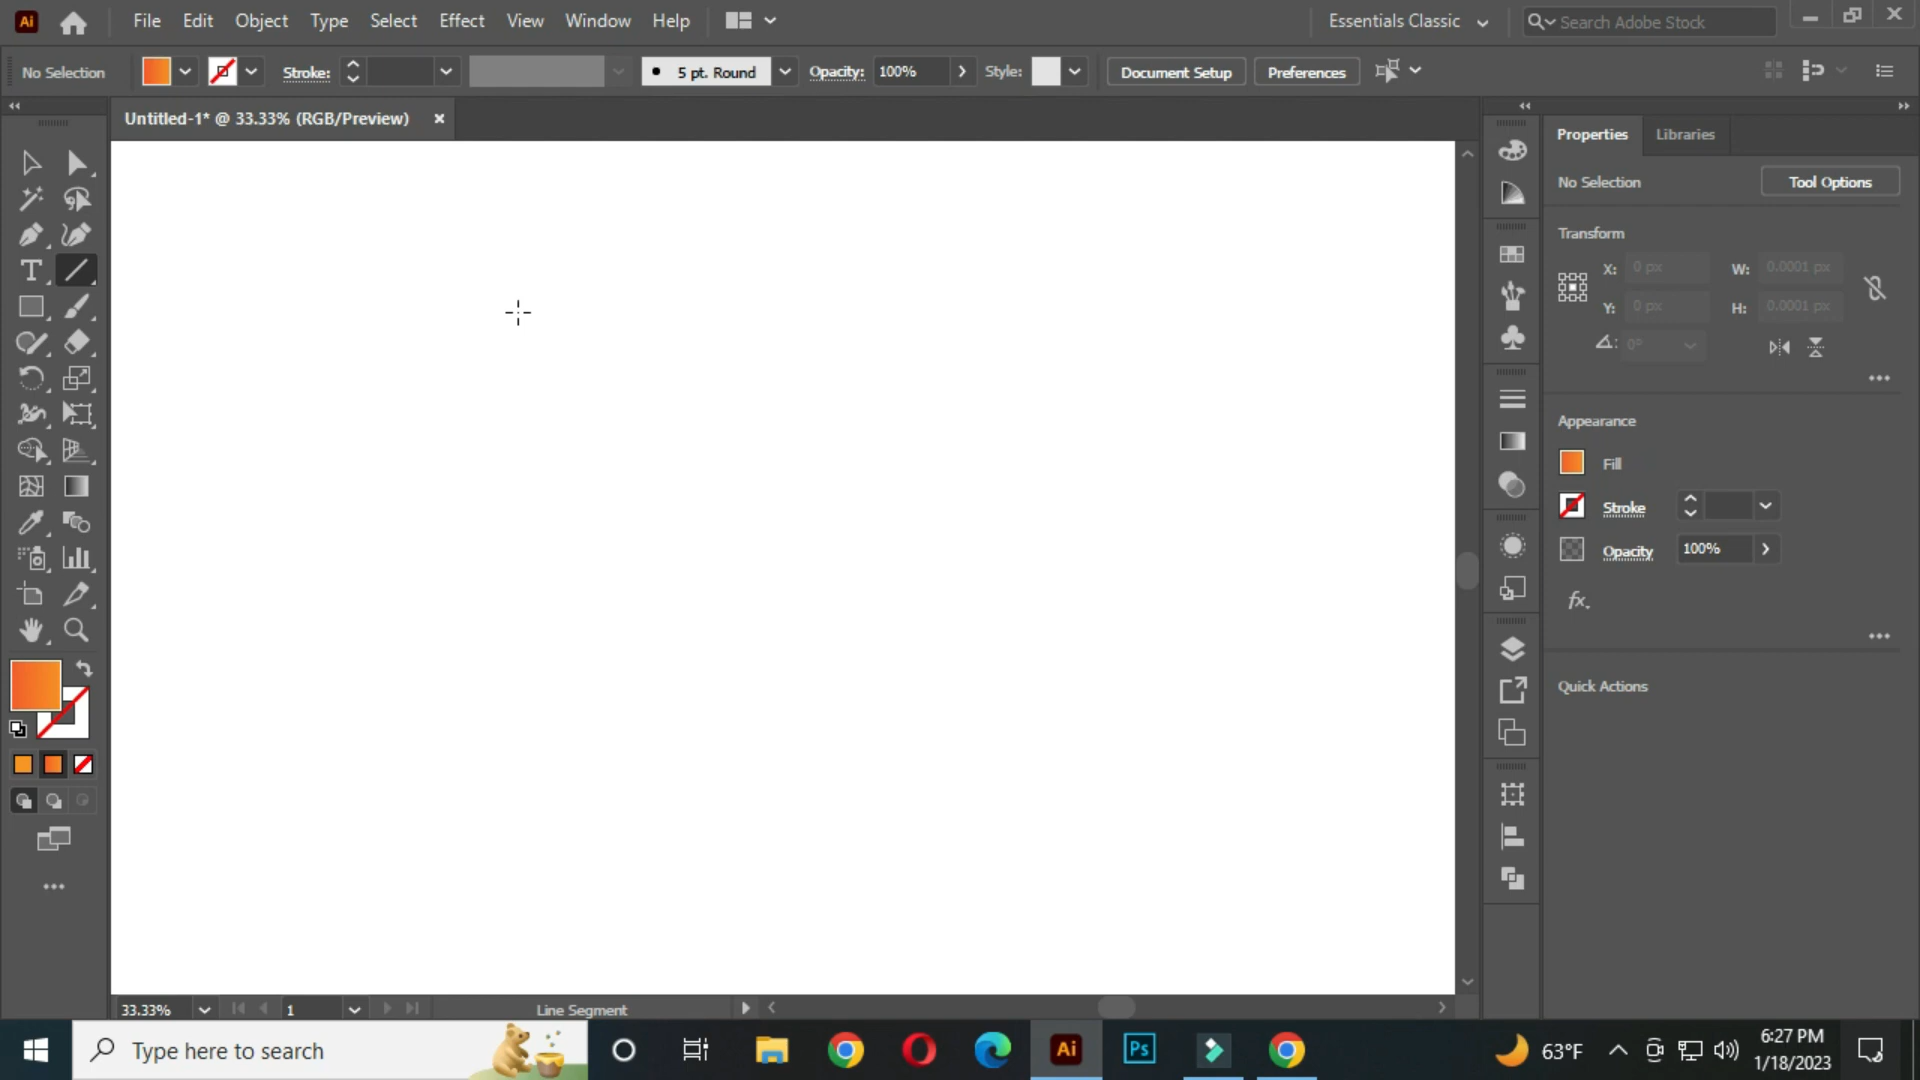 Ai File Edit Object Type Select Effect View Window Help Essentials Classic Search Adobe Stock
No Selection Stroke: 5 pt. Round Opacity: 100% Style: Document Setup Preferences
Untitled-1* @ 33.33% (RGB/Preview)
Properties Libraries
No Selection Tool Options
Transform
X: 0 px W: 0.0001 px
Y: 0 px H: 0.0001 px
0°
Appearance
Fill
Stroke
Opacity 100%
fx
Quick Actions
33.33% 1 Line Segment
Type here to search Ai Ps 63°F 6:27 PM
1/18/2023